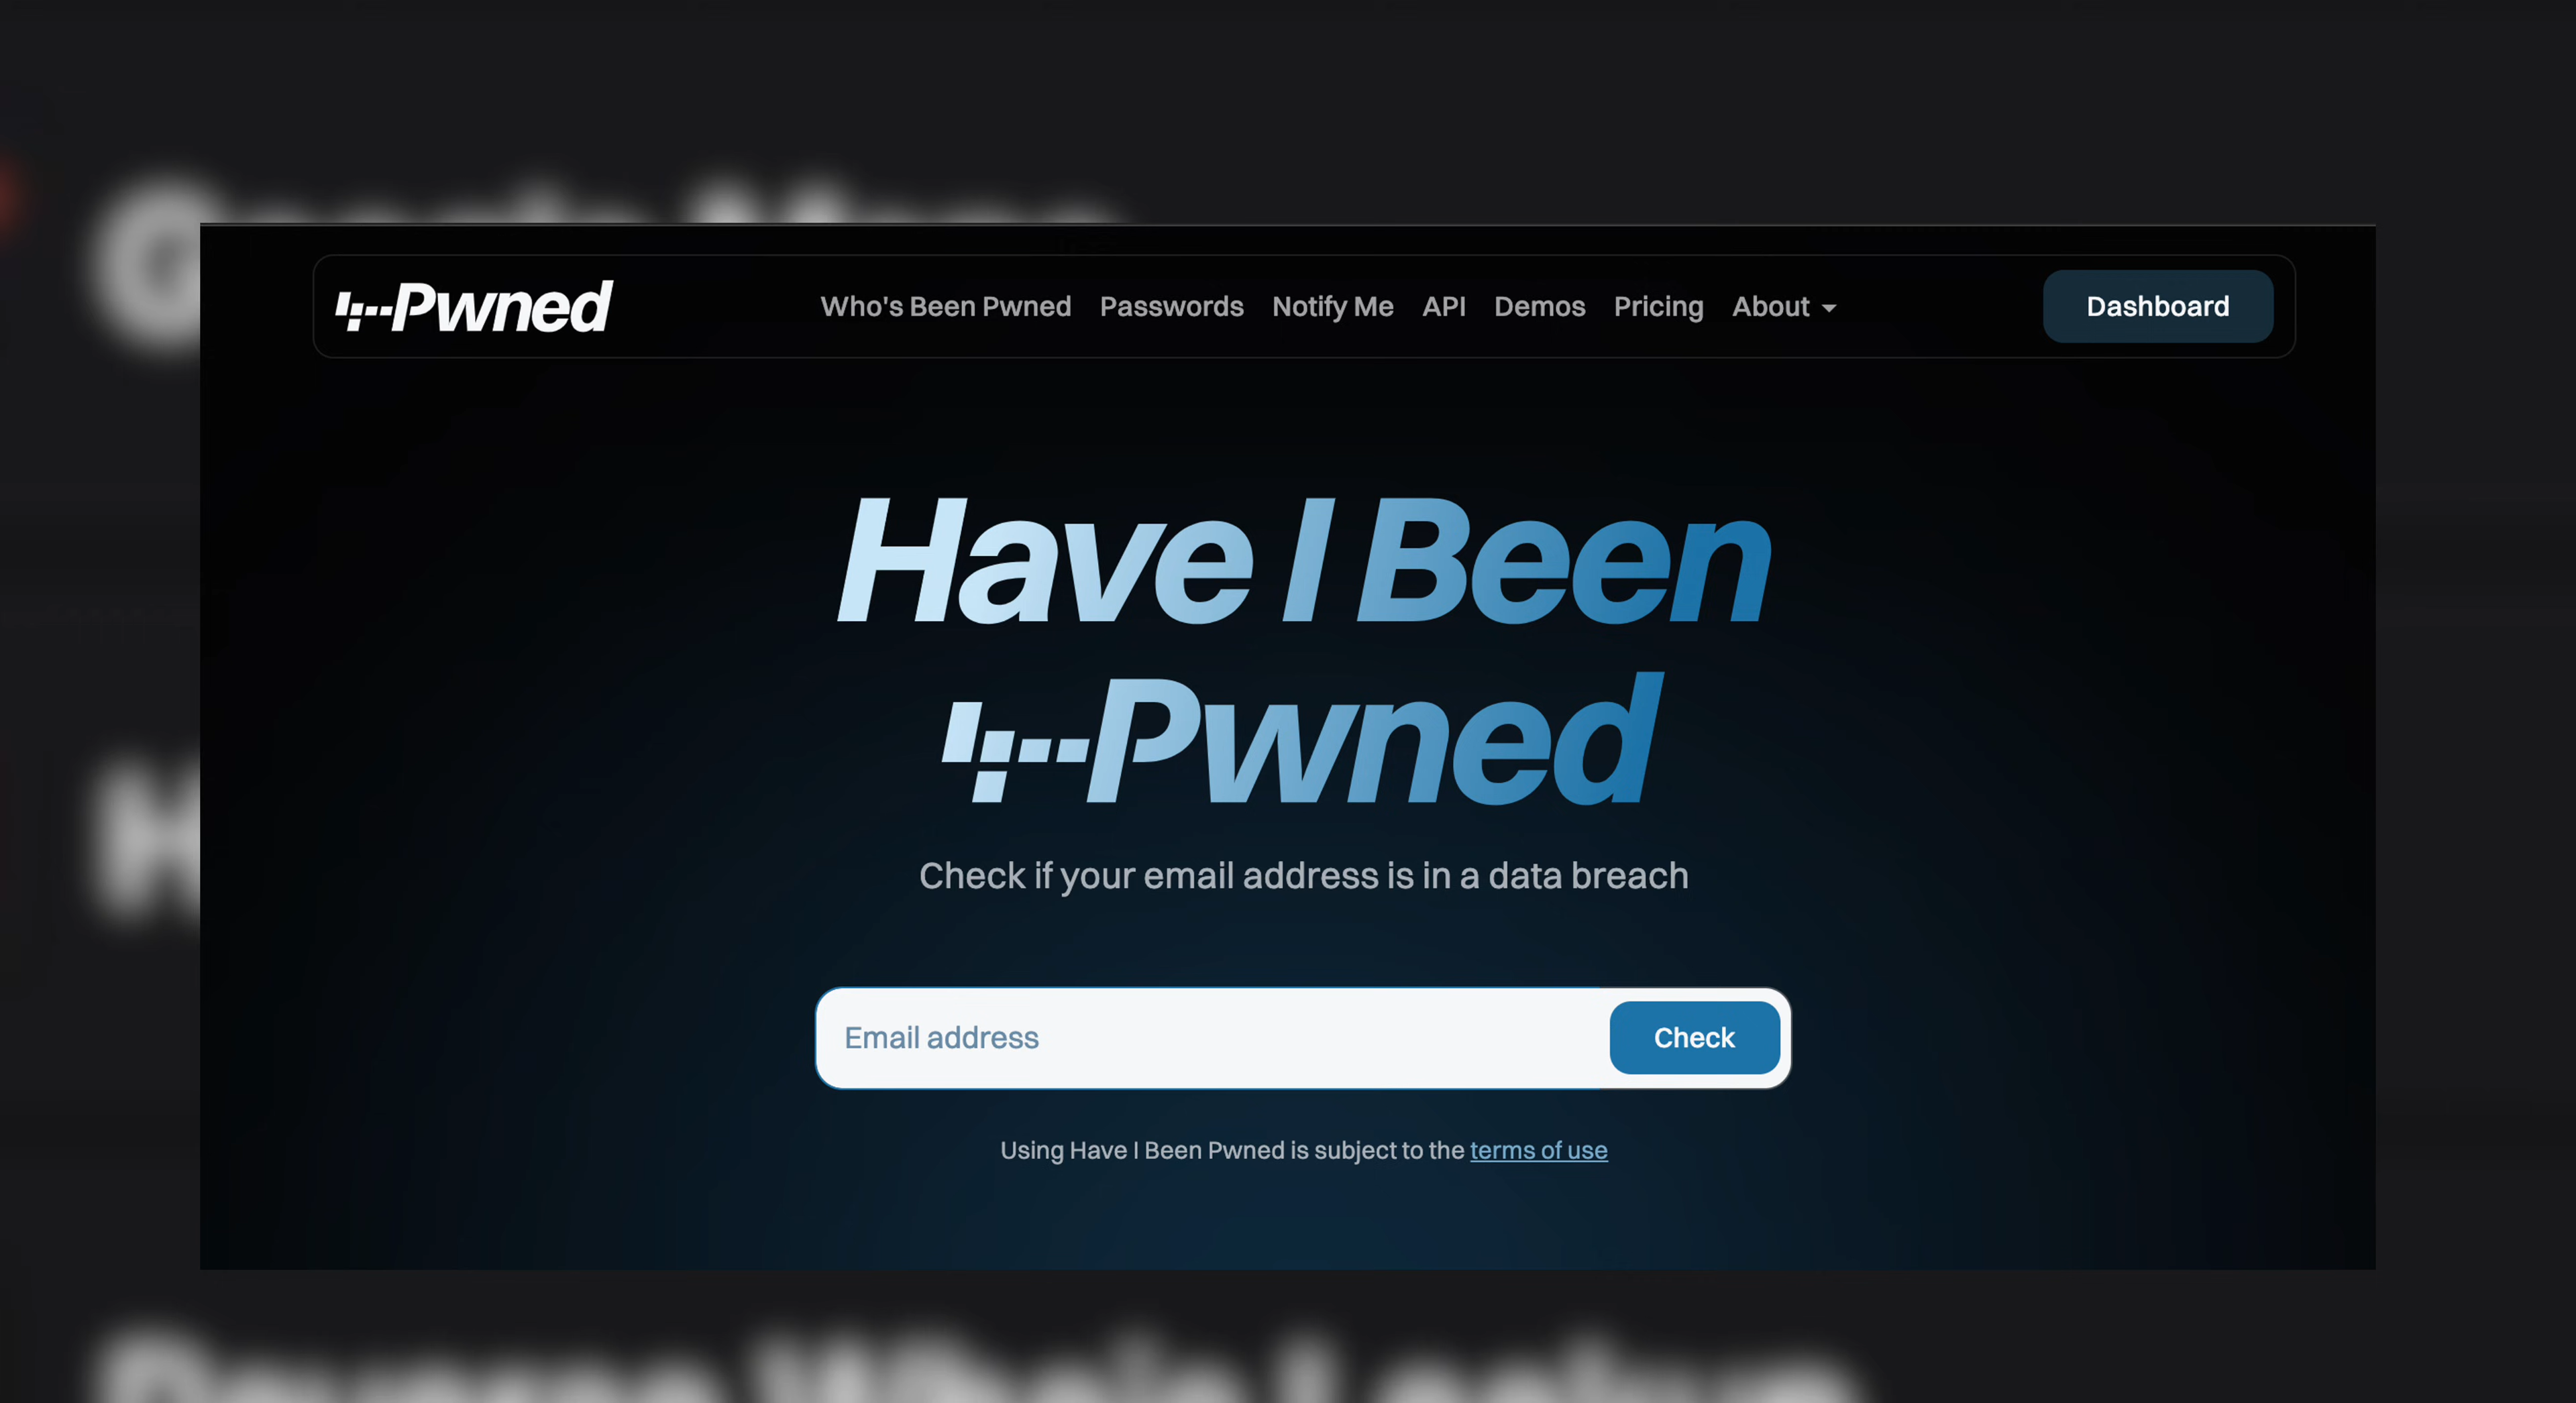 Pwned
Who's Been Pwned Passwords Notify Me API Demos Pricing About
Dashboard
Have I Been
Pwned
Check if your email address is in a data breach
Email address
Check
Using Have I Been Pwned is subject to the terms of use